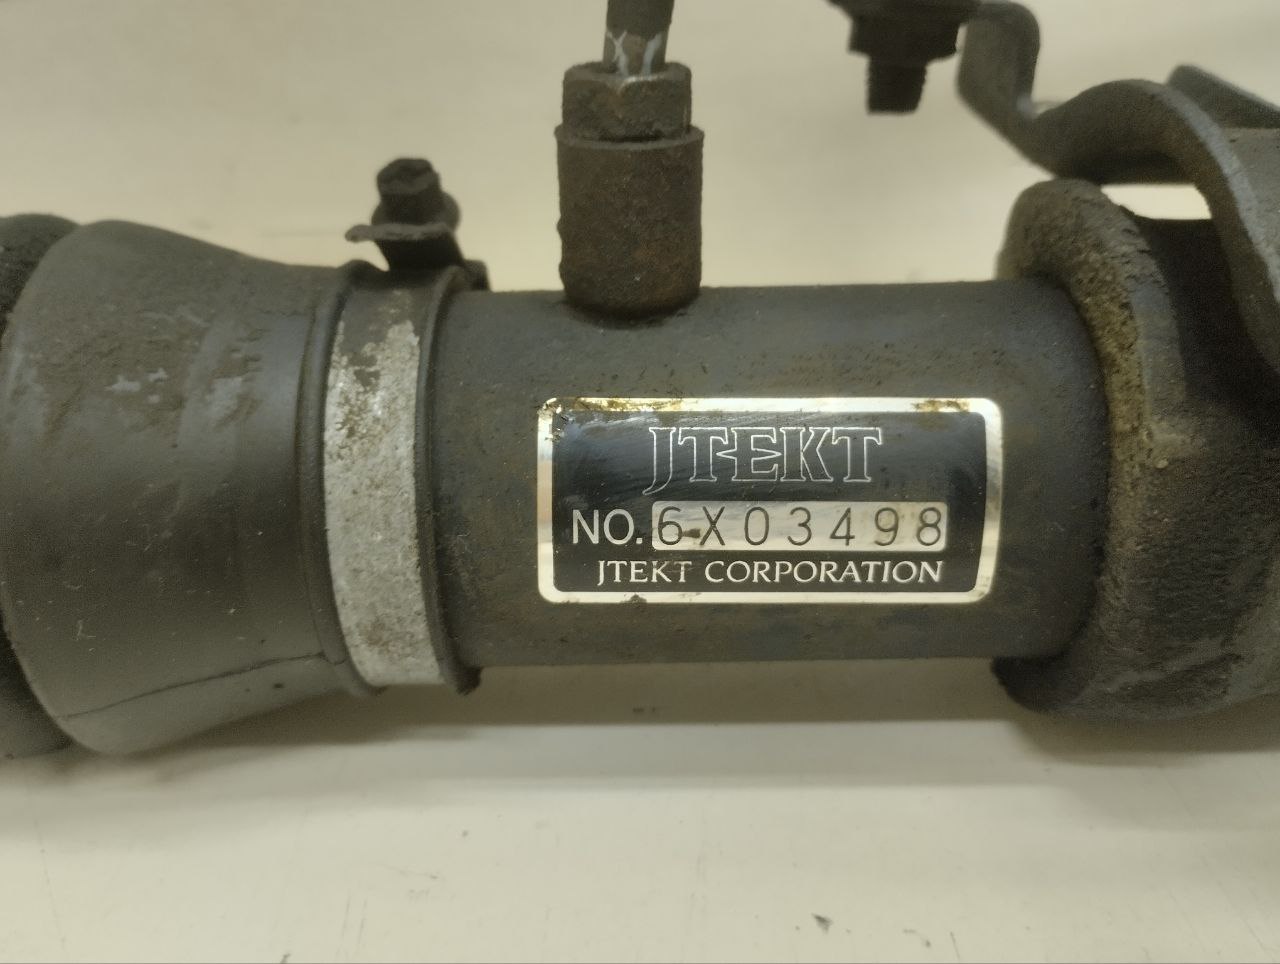 JTEKT
NO. 6X03498
JTEKT CORPORATION